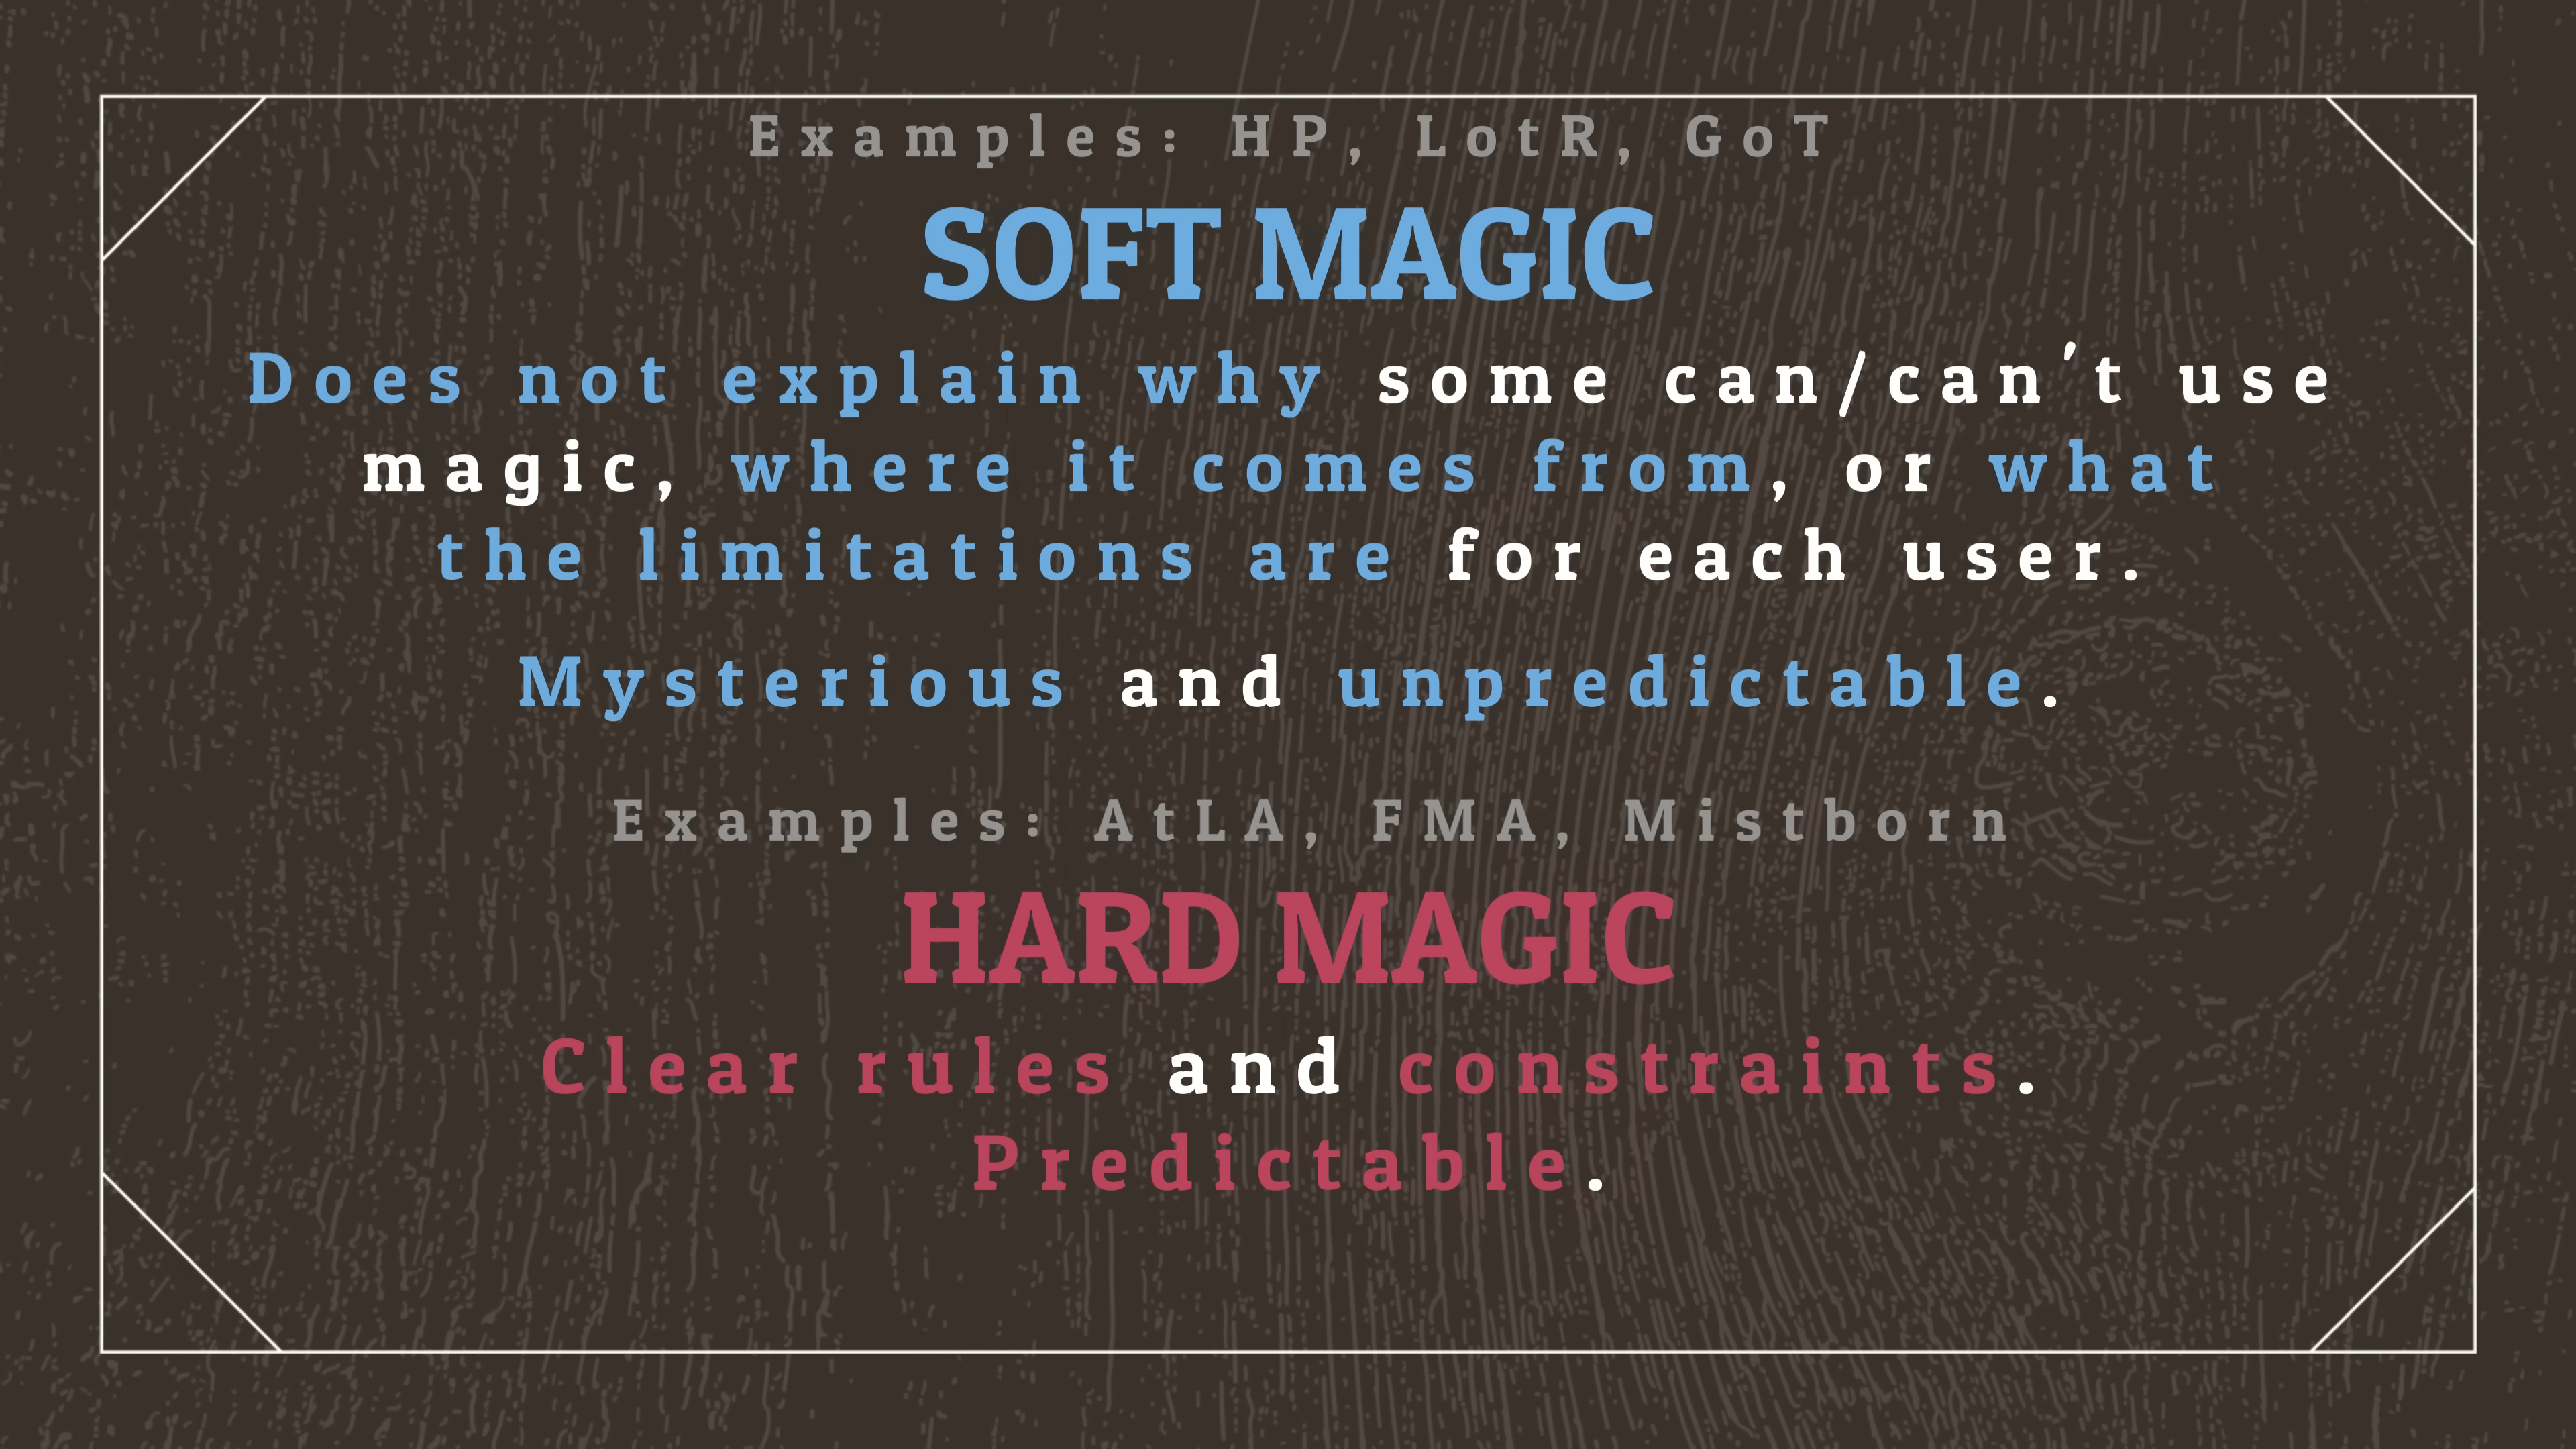 Examples: HP, LotR, GoT
SOFT MAGIC
Does not explain why some can/can't use
magic, where it comes from, or what
the limitations are for each user.
Mysterious and unpredictable.
Examples: AtLA, FMA, Mistborn
HARD MAGIC
Clear rules and constraints.
Predictable.